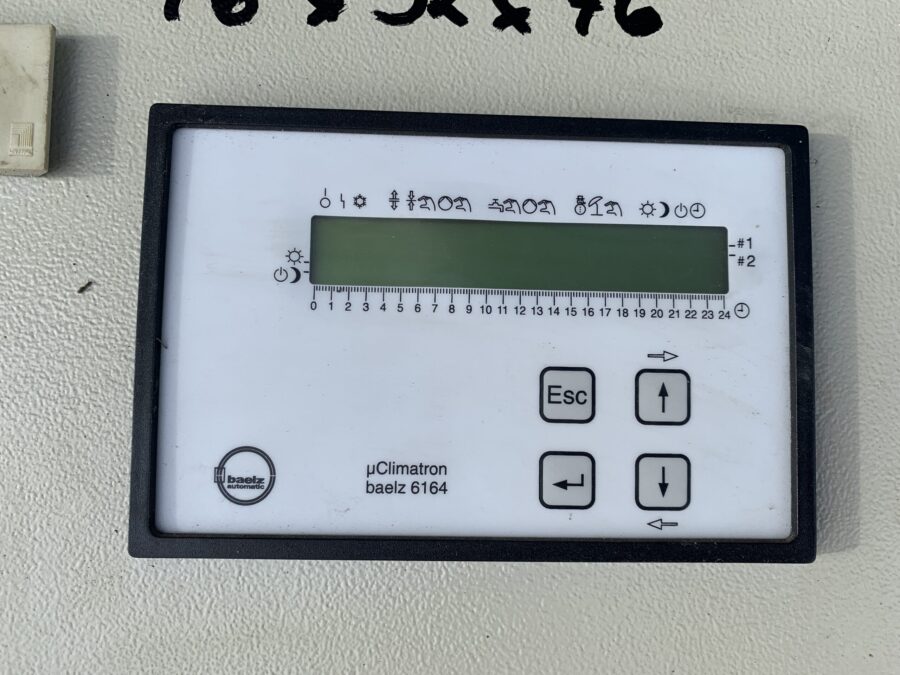 #1
#2
0 1 2 3 4 5 6 7 8 9 10 11 12 13 14 15 16 17 18 19 20 21 22 23 24
Esc
baelz
automatic
µClimatron
baelz 6164